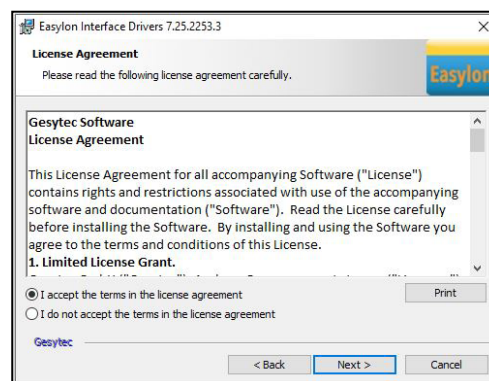 Easylon Interface Drivers 7.25.2253.3
License Agreement
Please read the following license agreement carefully.
Easylon
Gesytec Software
License Agreement
This License Agreement for all accompanying Software ("License")
contains rights and restrictions associated with use of the accompanying
software and documentation ("Software"). Read the License carefully
before installing the Software. By installing and using the Software you
agree to the terms and conditions of this License.
1. Limited License Grant.
I accept the terms in the license agreement
Print
I do not accept the terms in the license agreement
Gesytec
< Back
Next >
Cancel